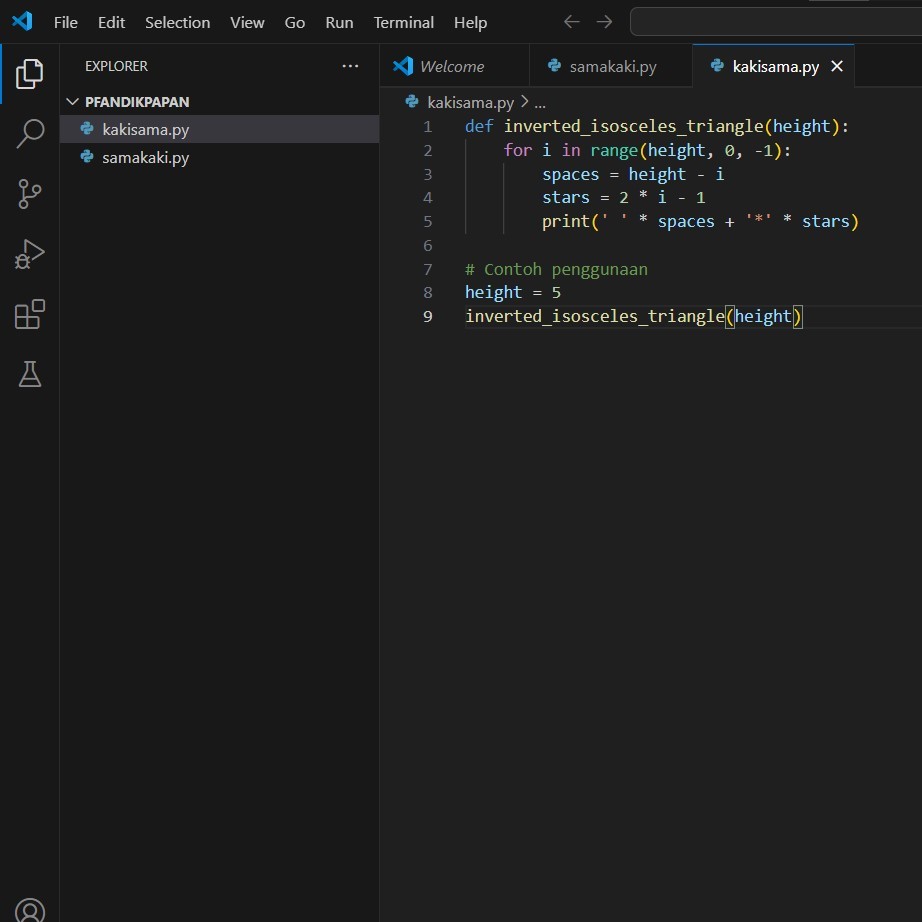 File Edit Selection View Go Run Terminal Help
EXPLORER
Welcome
samakaki.py
kakisama.py
PFANDIKPAPAN
kakisama.py
samakaki.py
kakisama.py > ...
1 def inverted_isosceles_triangle(height):
2     for i in range(height, 0, -1):
3         spaces = height - i
4         stars = 2 * i - 1
5         print(' ' * spaces + '*' * stars)
6
7 # Contoh penggunaan
8 height = 5
9 inverted_isosceles_triangle(height)